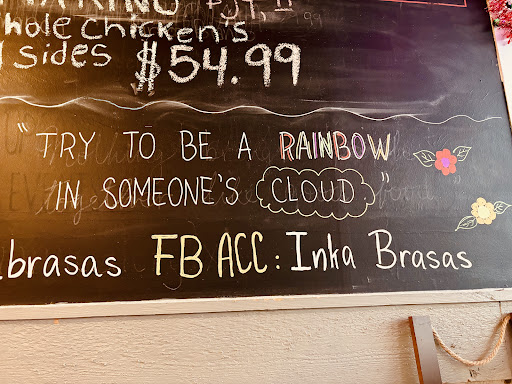 hole chicken's
sides $54.99
"TRY TO BE A RAINBOW
IN SOMEONE'S CLOUD"
brasas FB ACC: Inka Brasas